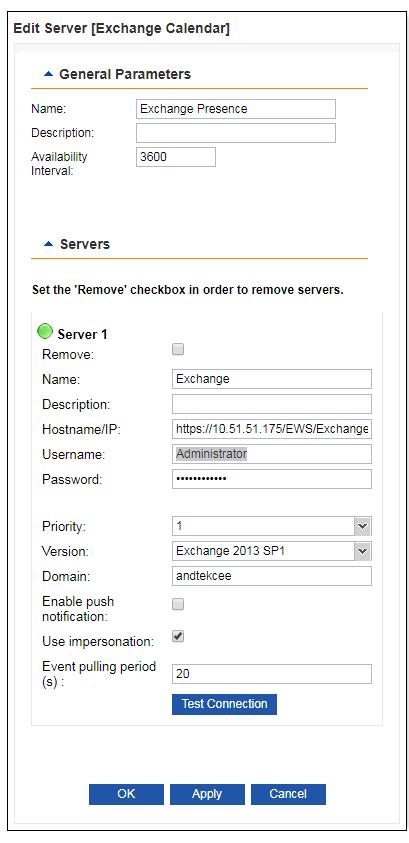 Edit Server [Exchange Calendar]
General Parameters
Name: Exchange Presence
Description:
Availability Interval: 3600
Servers
Set the 'Remove' checkbox in order to remove servers.
Server 1
Remove:
Name: Exchange
Description:
Hostname/IP: https://10.51.51.175/EWS/Exchange
Username: Administrator
Password: ••••••••••••
Priority: 1
Version: Exchange 2013 SP1
Domain: andtekcee
Enable push
notification:
Use impersonation:
Event pulling period
(s) : 20
Test Connection
OK Apply Cancel